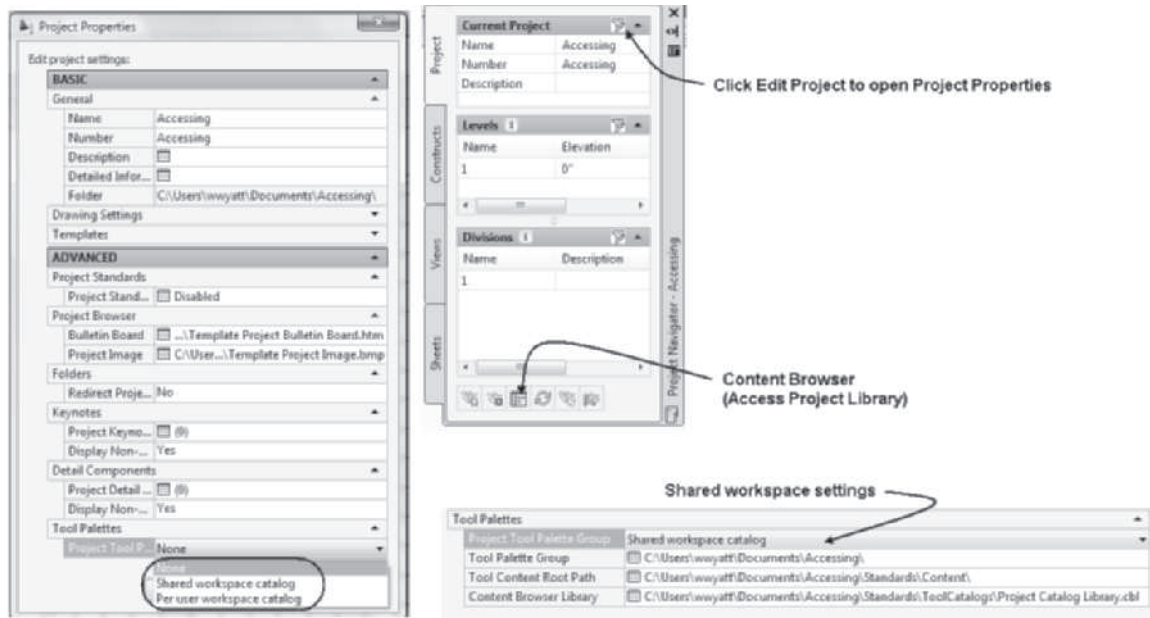 Project Properties
Edit project settings:
BASIC
General
Name Accessing
Number Accessing
Description
Detailed Infor...
Folder C:\Users\wwyatt\Documents\Accessing\
Drawing Settings
Templates
ADVANCED
Project Standards
Project Stand... Disabled
Project Browser
Bulletin Board ...\Template Project Bulletin Board.htm
Project Image C:\User...\Template Project Image.bmp
Folders
Redirect Proje... No
Keynotes
Project Keyno... (0)
Display Non-... Yes
Detail Components
Project Detail ... (0)
Display Non-... Yes
Tool Palettes
Project Tool P... None
None
Shared workspace catalog
Per user workspace catalog
Project
Constructs
Views
Sheets
Current Project
Name Accessing
Number Accessing
Description
Levels 1
Name Elevation
1 0"
Divisions 1
Name Description
1
Project Navigator - Accessing
Click Edit Project to open Project Properties
Content Browser
(Access Project Library)
Shared workspace settings
Tool Palettes
Project Tool Palette Group Shared workspace catalog
Tool Palette Group C:\Users\wwyatt\Documents\Accessing\
Tool Content Root Path C:\Users\wwyatt\Documents\Accessing\Standards\Content\
Content Browser Library C:\Users\wwyatt\Documents\Accessing\Standards\ToolCatalogs\Project Catalog Library.cbl